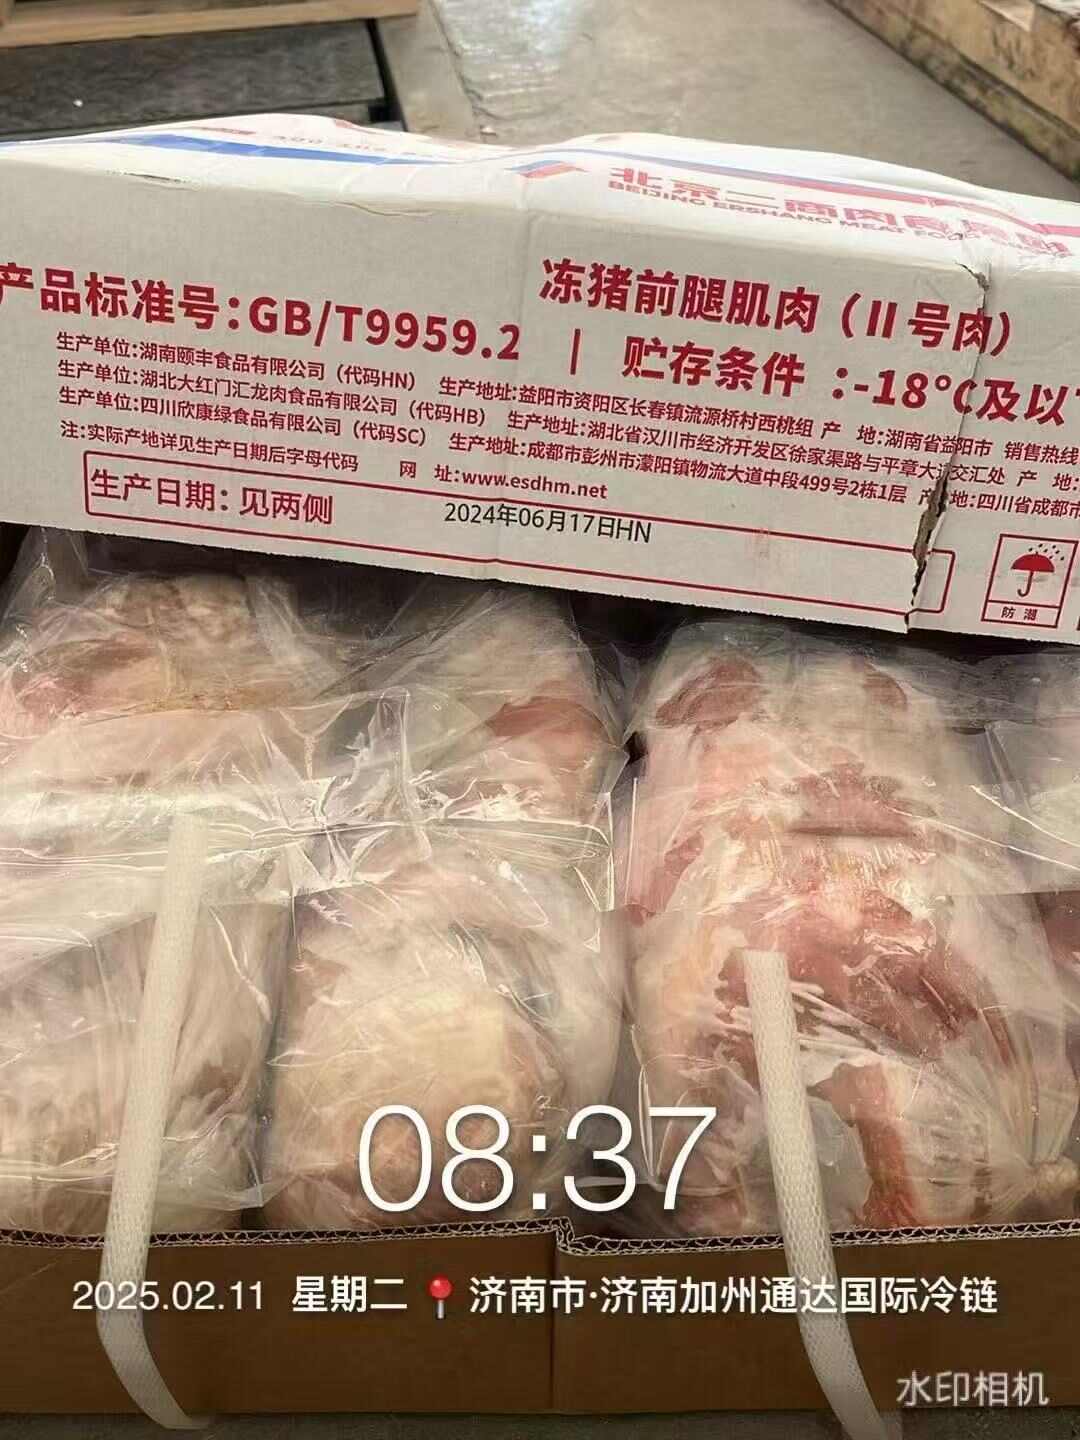 北京二商肉食集团
BEIJING ERSHANG MEAT FOOD GROUP
产品标准号:GB/T9959.2
冻猪前腿肌肉（II号肉）
| 贮存条件 :-18℃及以
生产单位:湖南颐丰食品有限公司（代码HN） 生产地址:益阳市资阳区长春镇流源桥村西桃组 产 地:湖南省益阳市 销售热线
生产单位:湖北大红门汇龙肉食品有限公司（代码HB） 生产地址:湖北省汉川市经济开发区徐家渠路与平章大道交汇处 产 地:
生产单位:四川欣康绿食品有限公司（代码SC） 生产地址:成都市彭州市濛阳镇物流大道中段499号2栋1层 产 地:四川省成都市
注:实际产地详见生产日期后字母代码 网 址:www.esdhm.net
生产日期: 见两侧
2024年06月17日HN
防 潮
08:37
2025.02.11 星期二 济南市·济南加州通达国际冷链
水印相机